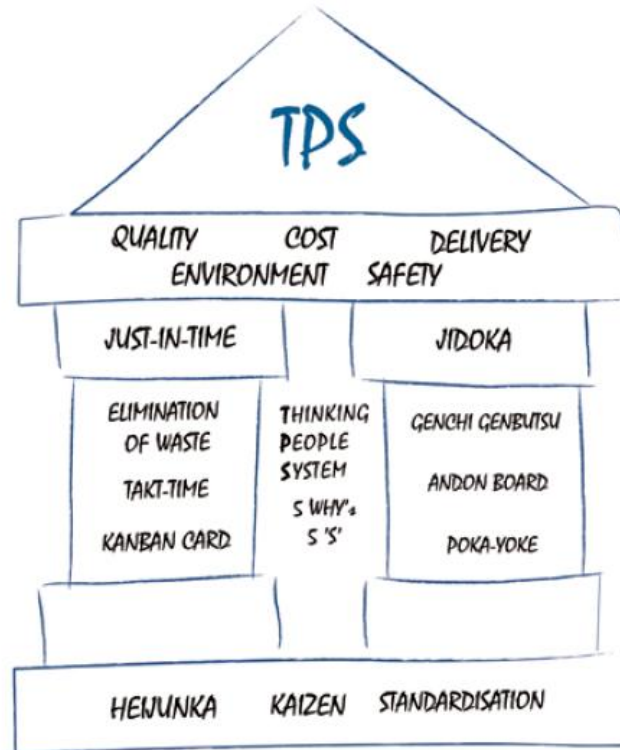 TPS
QUALITY COST DELIVERY
ENVIRONMENT SAFETY
JUST-IN-TIME
JIDOKA
ELIMINATION
OF WASTE
TAKT-TIME
KANBAN CARD
THINKING
PEOPLE
SYSTEM
5 WHY's
5 'S'
GENCHI GENBUTSU
ANDON BOARD
POKA-YOKE
HEIJUNKA KAIZEN STANDARDISATION